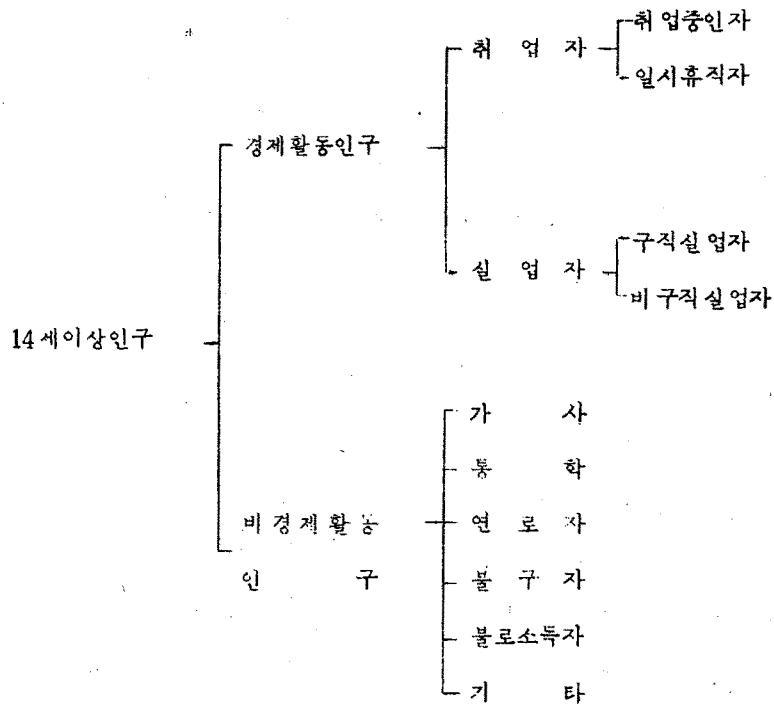 취업중인자
취업자
일시휴직자
경제활동인구
구직실업자
실업자
비구직실업자
14세이상인구
가사
통학
비경제활동
연로자
인구
불구자
불로소득자
기타